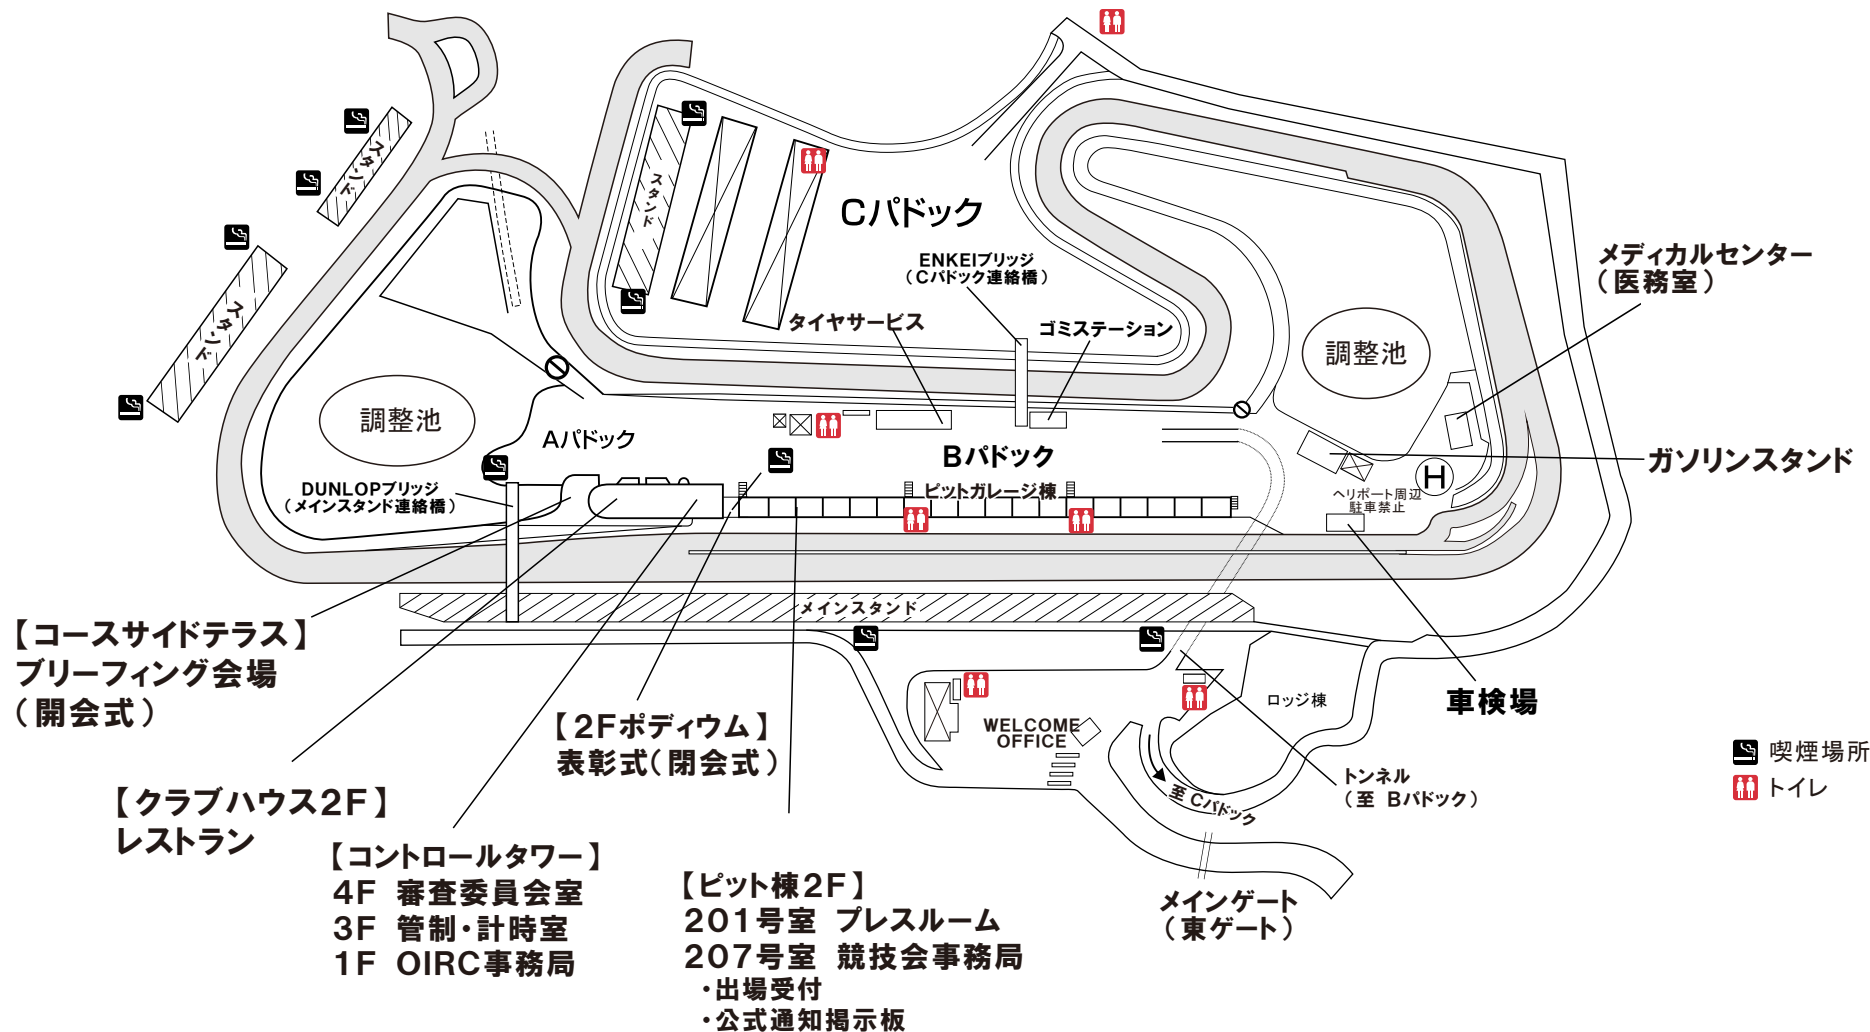 スタンド
スタンド
スタンド
Cパドック
ENKEIブリッジ
（Cパドック連絡橋）
タイヤサービス
ゴミステーション
メディカルセンター
（医務室）
調整池
調整池
Aパドック
Bパドック
ガソリンスタンド
H
DUNLOPブリッジ
（メインスタンド連絡橋）
ピットガレージ棟
ヘリポート周辺
駐車禁止
メインスタンド
【コースサイドテラス】
ブリーフィング会場
（開会式）
【2Fポディウム】
表彰式（閉会式）
車検場
ロッジ棟
WELCOME
OFFICE
喫煙場所
トイレ
トンネル
（至 Bパドック）
至 Cパドック
【クラブハウス2F】
レストラン
【コントロールタワー】
4F 審査委員会室
3F 管制・計時室
1F OIRC事務局
【ピット棟2F】
201号室 プレスルーム
207号室 競技会事務局
・出場受付
・公式通知掲示板
メインゲート
（東ゲート）